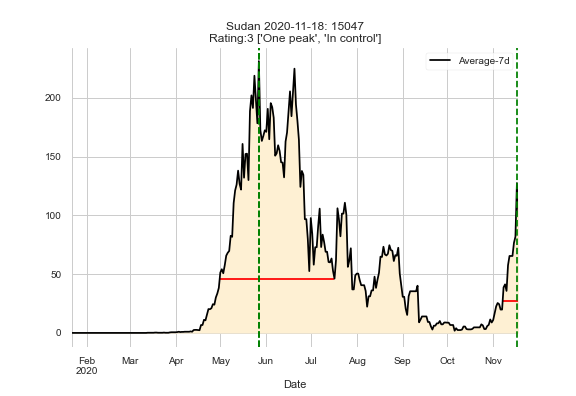 Sudan 2020-11-18: 15047
Rating:3 ['One peak', 'In control']
Average-7d
200
150
100
50
0
Feb Mar Apr May Jun Jul Aug Sep Oct Nov
2020
Date